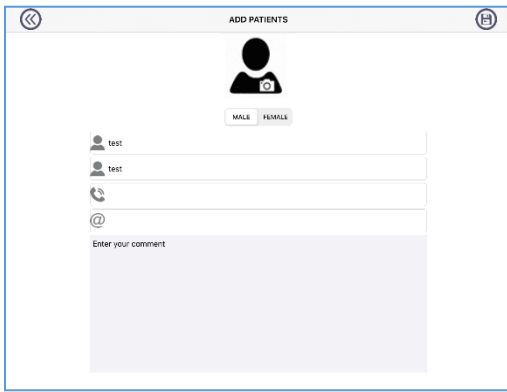 ADD PATIENTS
MALE FEMALE
test
test
@
Enter your comment